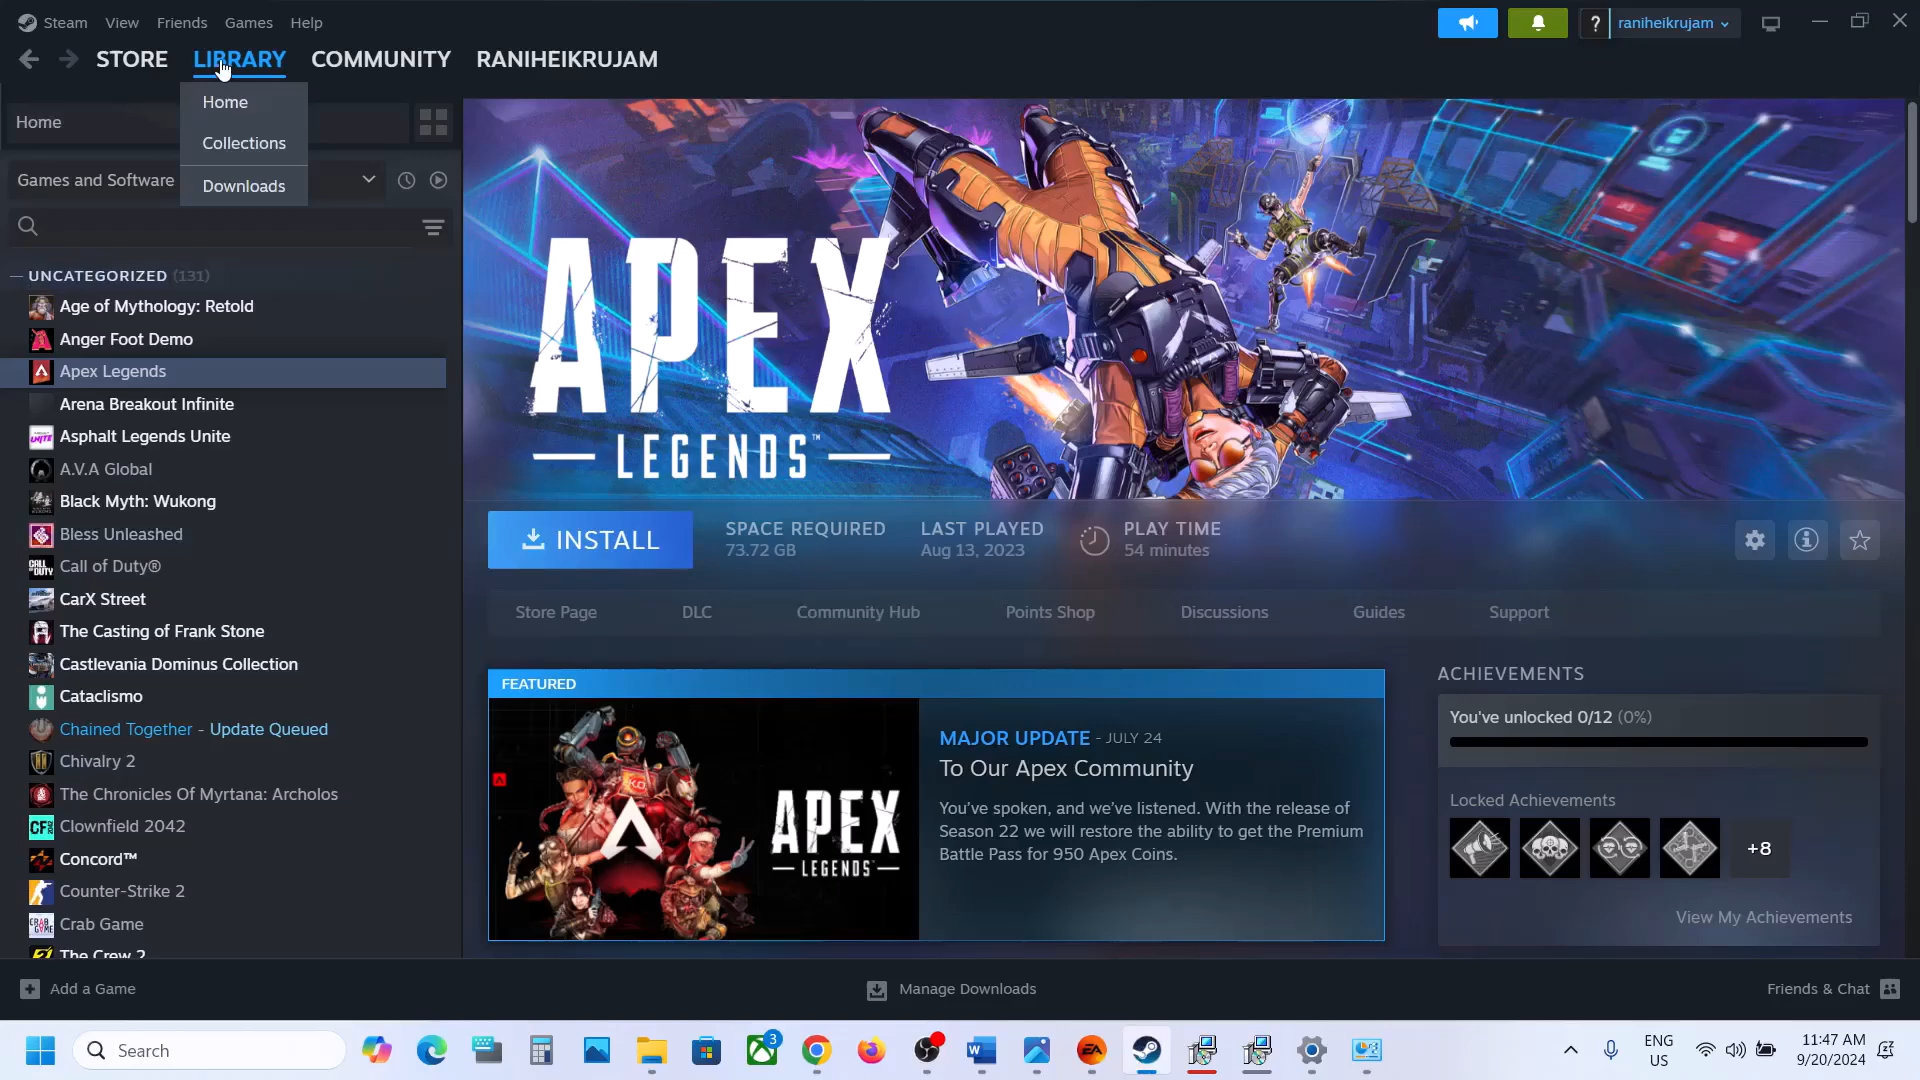 Steam View Friends Games Help
? raniheikrujam
STORE LIBRARY COMMUNITY RANIHEIKRUJAM
Home
Collections
Downloads
Home
Games and Software
UNCATEGORIZED (131)
Age of Mythology: Retold
Anger Foot Demo
Apex Legends
Arena Breakout Infinite
Asphalt Legends Unite
A.V.A Global
Black Myth: Wukong
Bless Unleashed
Call of Duty®
CarX Street
The Casting of Frank Stone
Castlevania Dominus Collection
Cataclismo
Chained Together - Update Queued
Chivalry 2
The Chronicles Of Myrtana: Archolos
Clownfield 2042
Concord™
Counter-Strike 2
Crab Game
The Crew 2
APEX
LEGENDS™
INSTALL
SPACE REQUIRED
73.72 GB
LAST PLAYED
Aug 13, 2023
PLAY TIME
54 minutes
Store Page DLC Community Hub Points Shop Discussions Guides Support
FEATURED
APEX
LEGENDS
MAJOR UPDATE - JULY 24
To Our Apex Community
You've spoken, and we've listened. With the release of
Season 22 we will restore the ability to get the Premium
Battle Pass for 950 Apex Coins.
ACHIEVEMENTS
You've unlocked 0/12 (0%)
Locked Achievements
+8
View My Achievements
Add a Game
Manage Downloads
Friends & Chat
Search
3
ENG
US
11:47 AM
9/20/2024